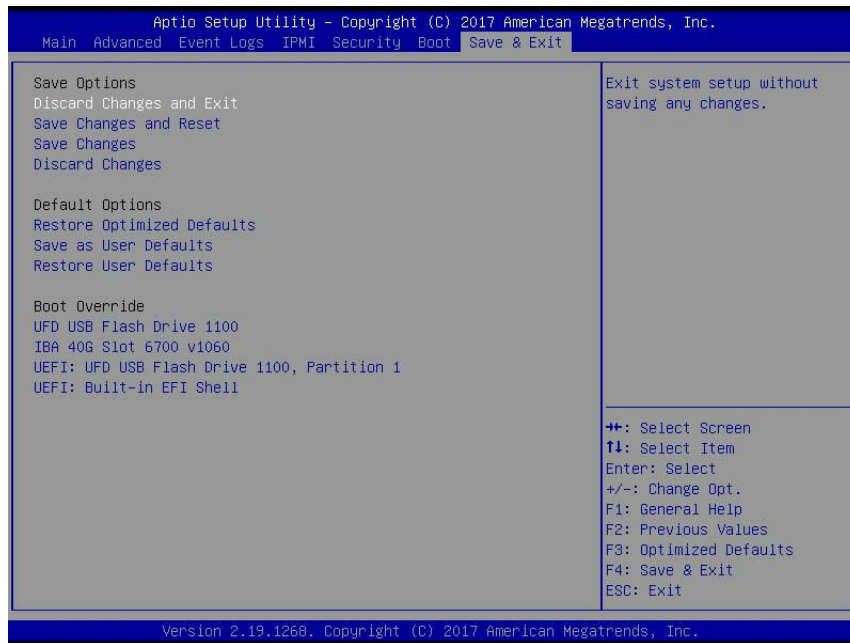 Aptio Setup Utility – Copyright (C) 2017 American Megatrends, Inc.
Main Advanced Event Logs IPMI Security Boot Save & Exit
Save Options
Discard Changes and Exit
Save Changes and Reset
Save Changes
Discard Changes
Default Options
Restore Optimized Defaults
Save as User Defaults
Restore User Defaults
Boot Override
UFD USB Flash Drive 1100
IBA 40G Slot 6700 v1060
UEFI: UFD USB Flash Drive 1100, Partition 1
UEFI: Built-in EFI Shell
Exit system setup without
saving any changes.
→←: Select Screen
↑↓: Select Item
Enter: Select
+/-: Change Opt.
F1: General Help
F2: Previous Values
F3: Optimized Defaults
F4: Save & Exit
ESC: Exit
Version 2.19.1268. Copyright (C) 2017 American Megatrends, Inc.